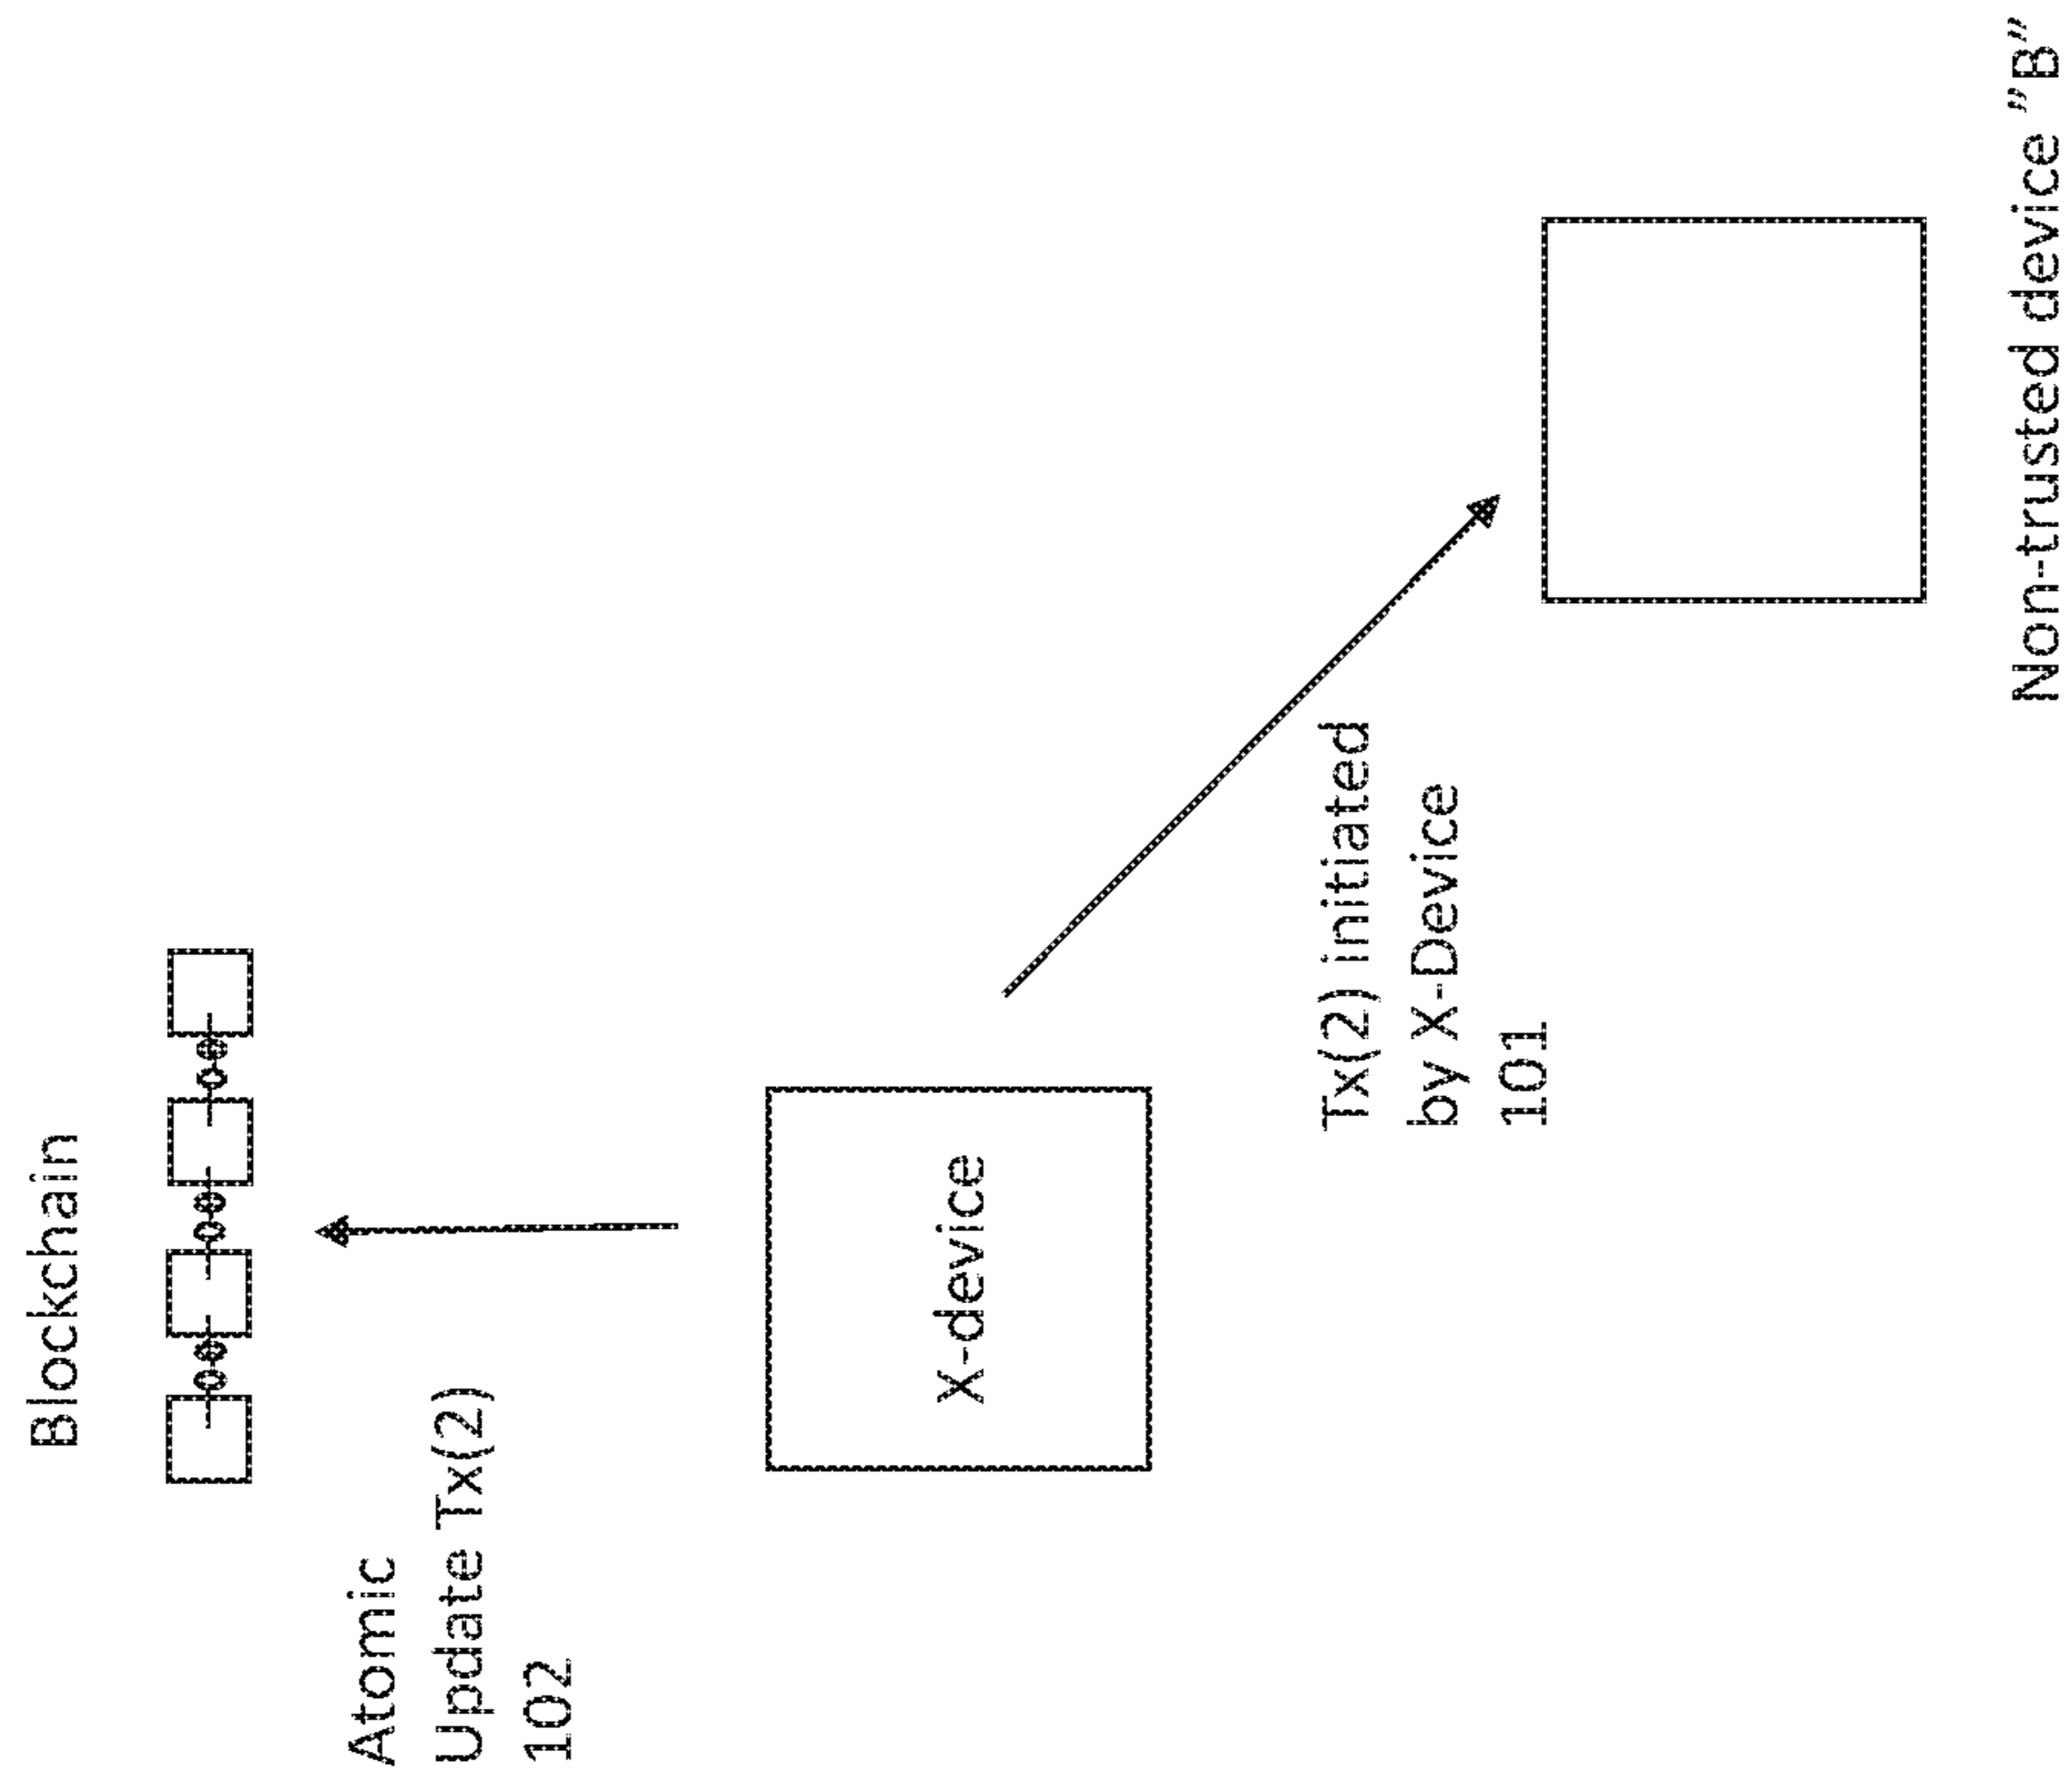 Blockchain
Atomic
Update Tx(2)
102
X-device
Tx(2) initiated
by X-Device
101
Non-trusted device "B"